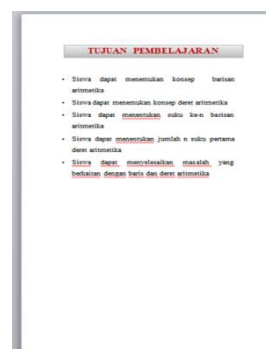 TUJUAN PEMBELAJARAN
• Siswa dapat menemukan konsep barisan
aritmetika
• Siswa dapat menemukan konsep deret aritmetika
• Siswa dapat menentukan suku ke-n barisan
aritmetika
• Siswa dapat menentukan jumlah n suku pertama
deret aritmetika
• Siswa dapat menyelesaikan masalah yang
berkaitan dengan baris dan deret aritmetika